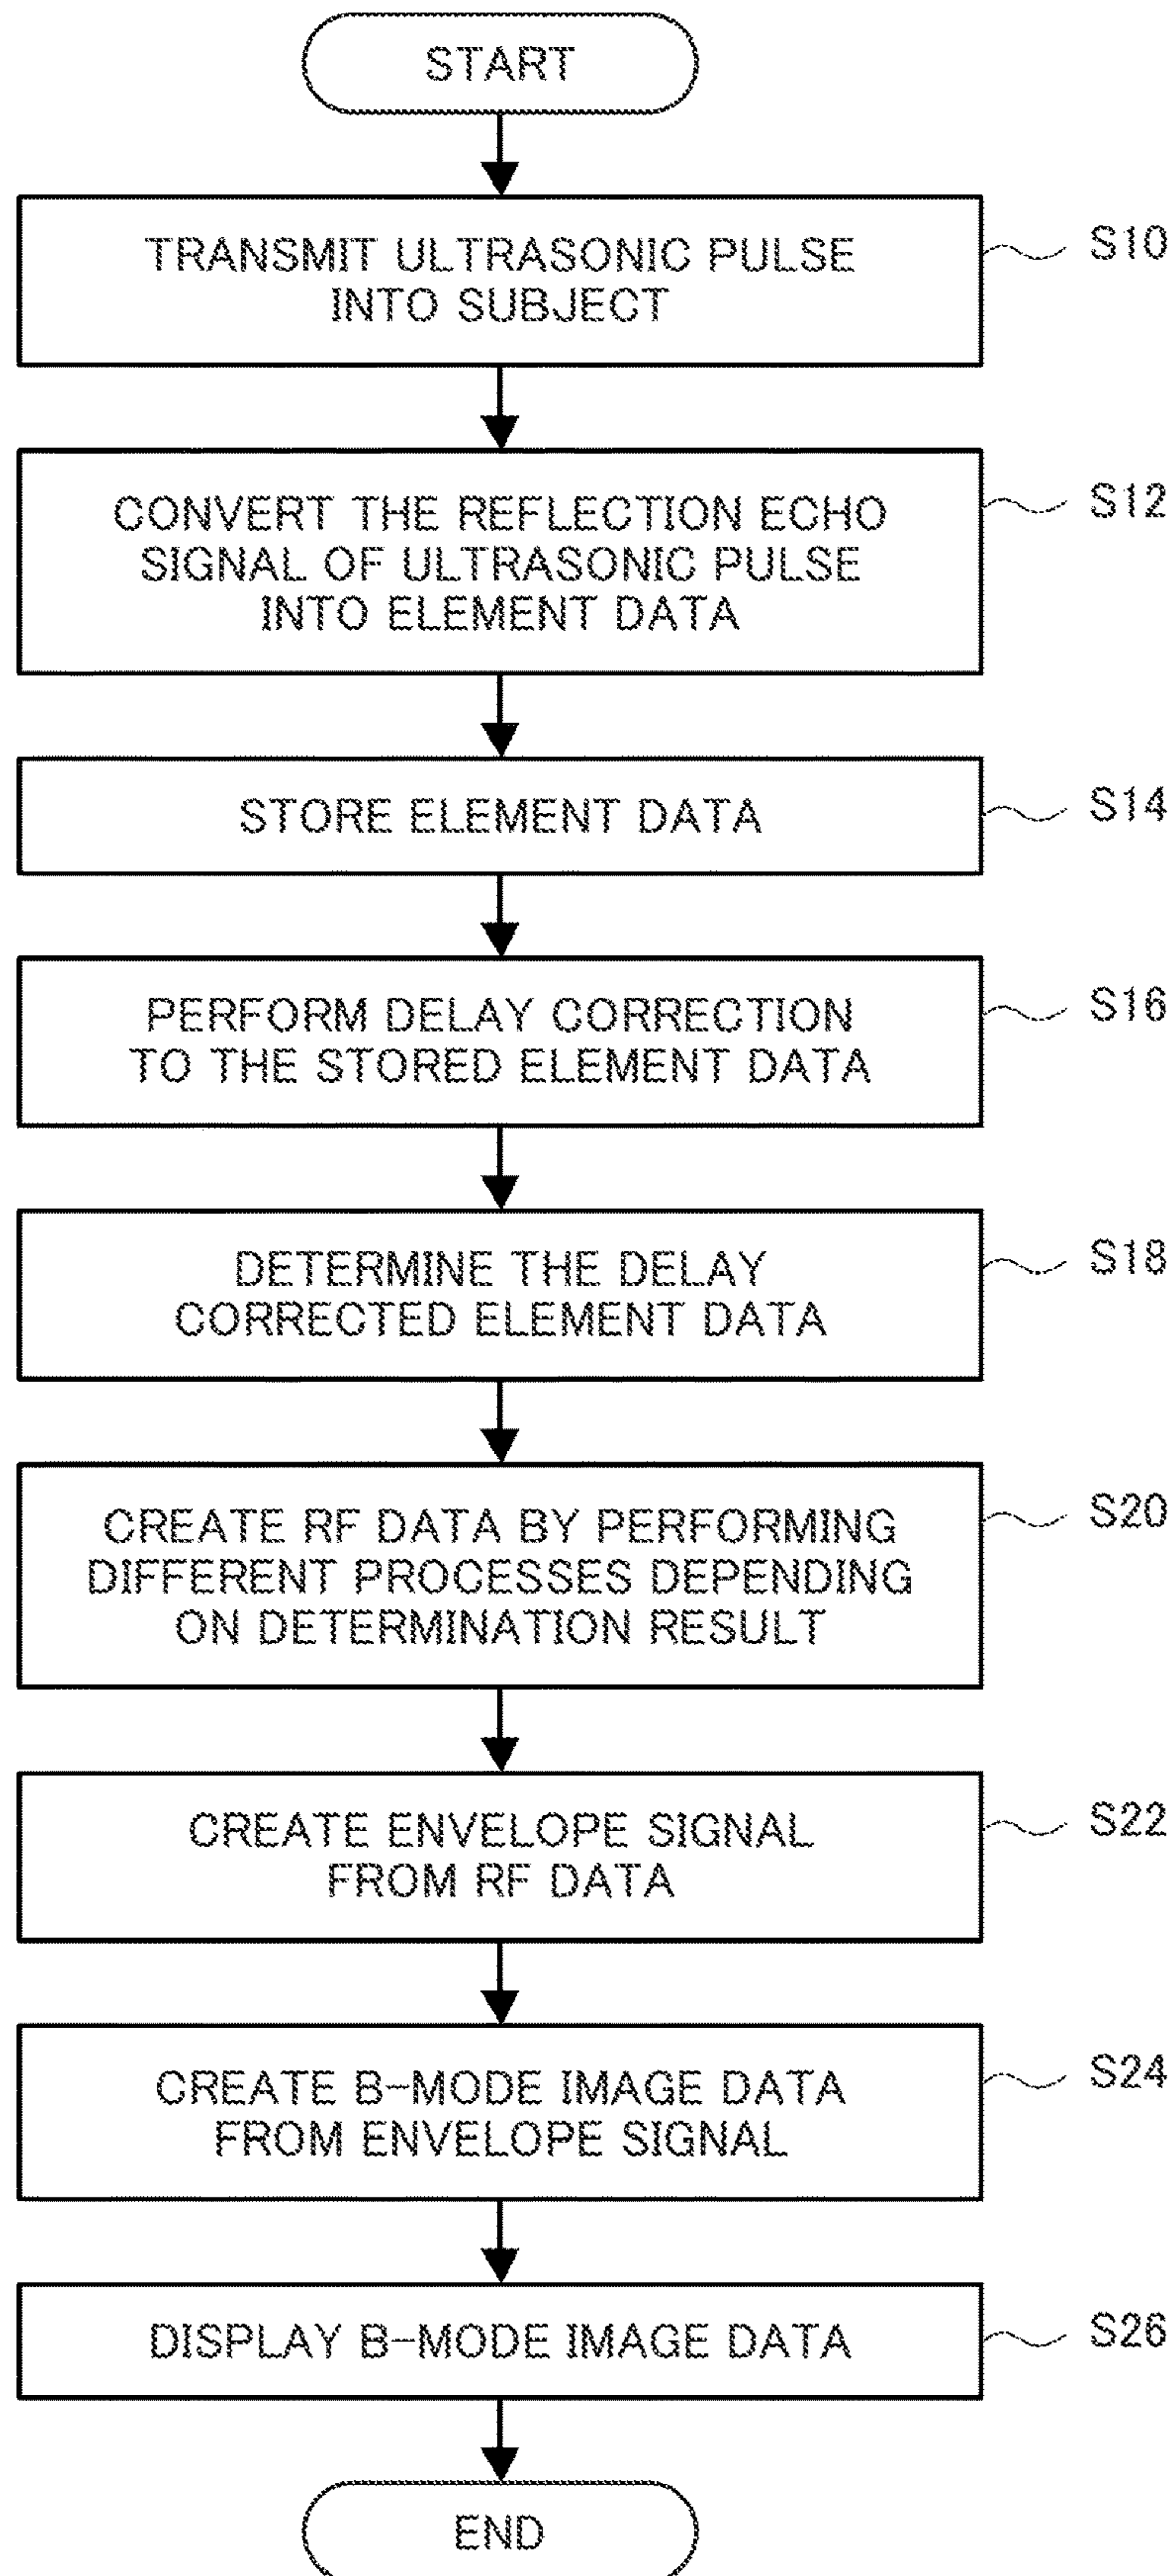 START
TRANSMIT ULTRASONIC PULSE
INTO SUBJECT
S10
CONVERT THE REFLECTION ECHO
SIGNAL OF ULTRASONIC PULSE
INTO ELEMENT DATA
S12
STORE ELEMENT DATA
S14
PERFORM DELAY CORRECTION
TO THE STORED ELEMENT DATA
S16
DETERMINE THE DELAY
CORRECTED ELEMENT DATA
S18
CREATE RF DATA BY PERFORMING
DIFFERENT PROCESSES DEPENDING
ON DETERMINATION RESULT
S20
CREATE ENVELOPE SIGNAL
FROM RF DATA
S22
CREATE B-MODE IMAGE DATA
FROM ENVELOPE SIGNAL
S24
DISPLAY B-MODE IMAGE DATA
S26
END